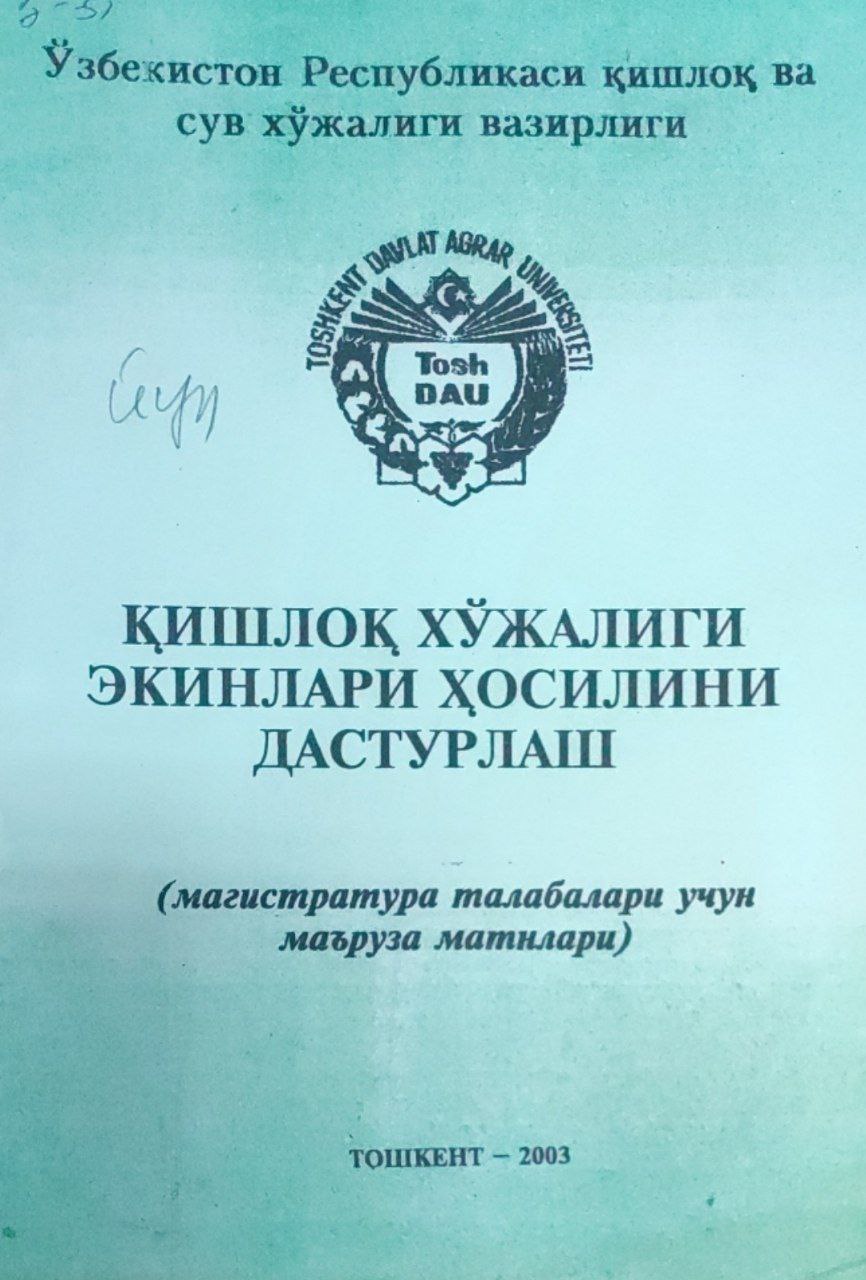 Ўзбекистон Республикаси қишлоқ ва
сув хўжалиги вазирлиги
TOSHKENT DAVLAT AGRAR UNIVERSITETI
Tosh
DAU
ҚИШЛОҚ ХЎЖАЛИГИ
ЭКИНЛАРИ ҲОСИЛИНИ
ДАСТУРЛАШ
(магистратура талабалари учун
маъруза матнлари)
ТОШКЕНТ – 2003